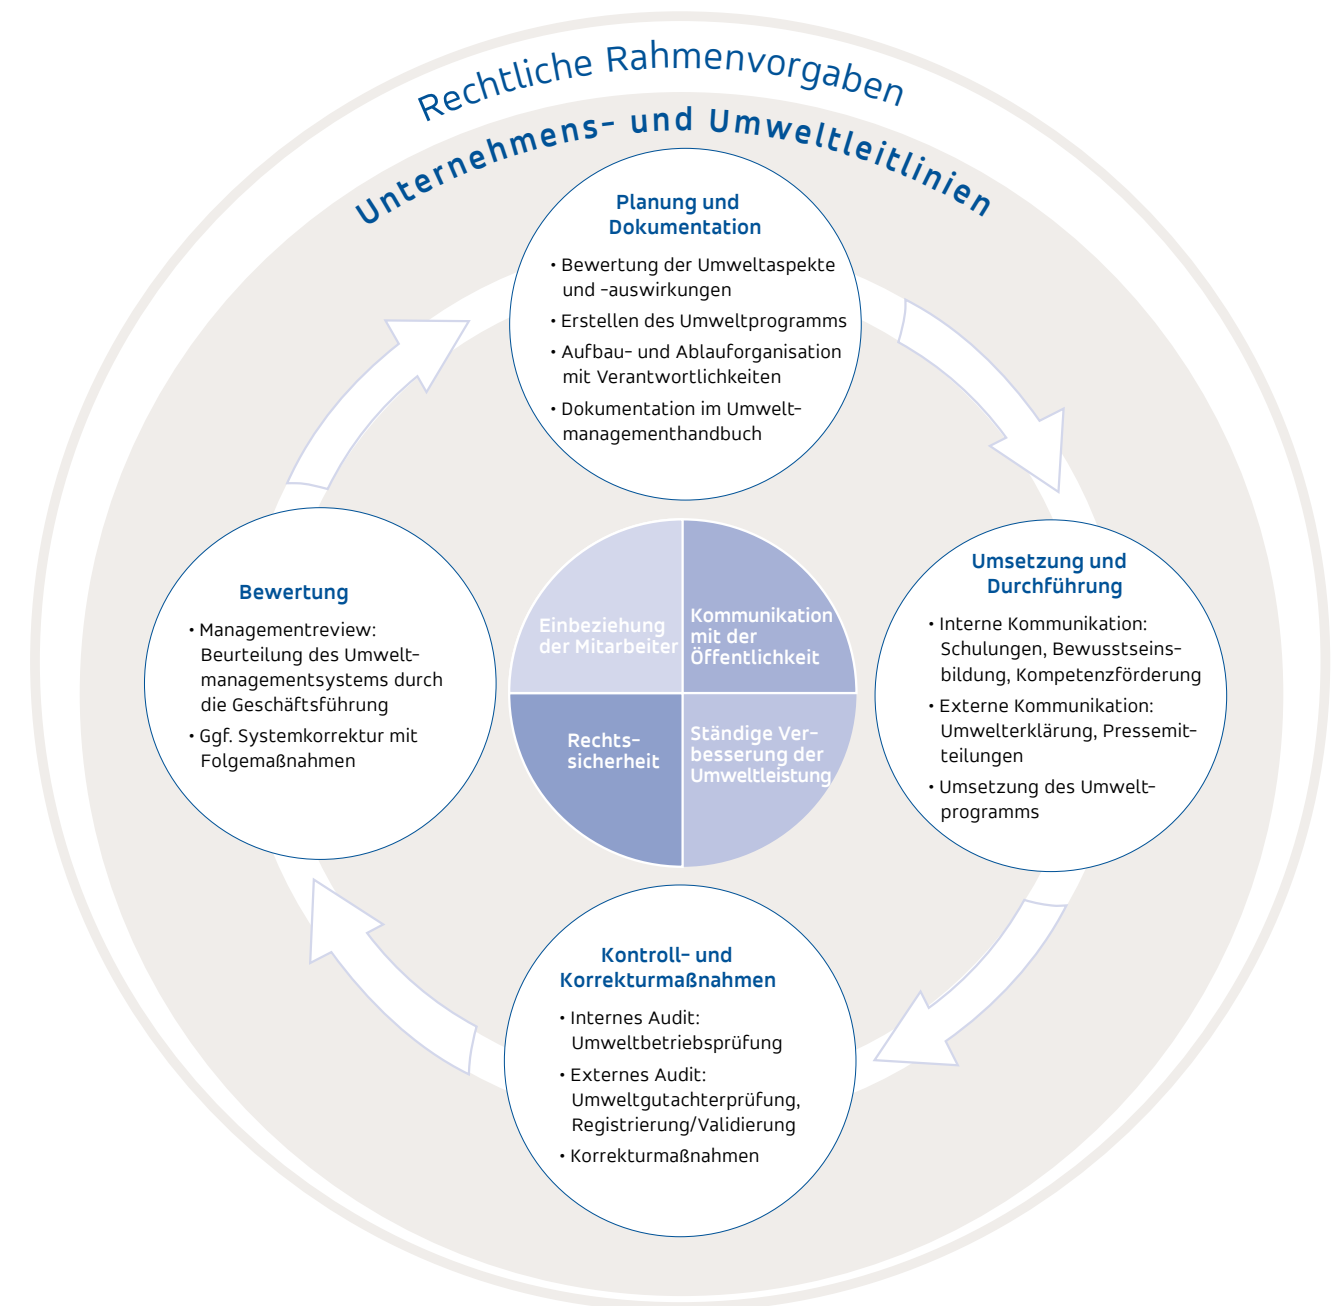 Rechtliche Rahmenvorgaben
Unternehmens- und Umweltleitlinien
Planung und
Dokumentation
• Bewertung der Umweltaspekte
und -auswirkungen
• Erstellen des Umweltprogramms
• Aufbau- und Ablauforganisation
mit Verantwortlichkeiten
• Dokumentation im Umwelt-
managementhandbuch
Umsetzung und
Durchführung
• Interne Kommunikation:
Schulungen, Bewusstseins-
bildung, Kompetenzförderung
• Externe Kommunikation:
Umwelterklärung, Pressemit-
teilungen
• Umsetzung des Umwelt-
programms
Kontroll- und
Korrekturmaßnahmen
• Internes Audit:
Umweltbetriebsprüfung
• Externes Audit:
Umweltgutachterprüfung,
Registrierung/Validierung
• Korrekturmaßnahmen
Bewertung
• Managementreview:
Beurteilung des Umwelt-
managementsystems durch
die Geschäftsführung
• Ggf. Systemkorrektur mit
Folgemaßnahmen
Einbeziehung
der Mitarbeiter
Kommunikation
mit der
Öffentlichkeit
Rechts-
sicherheit
Ständige Ver-
besserung der
Umweltleistung